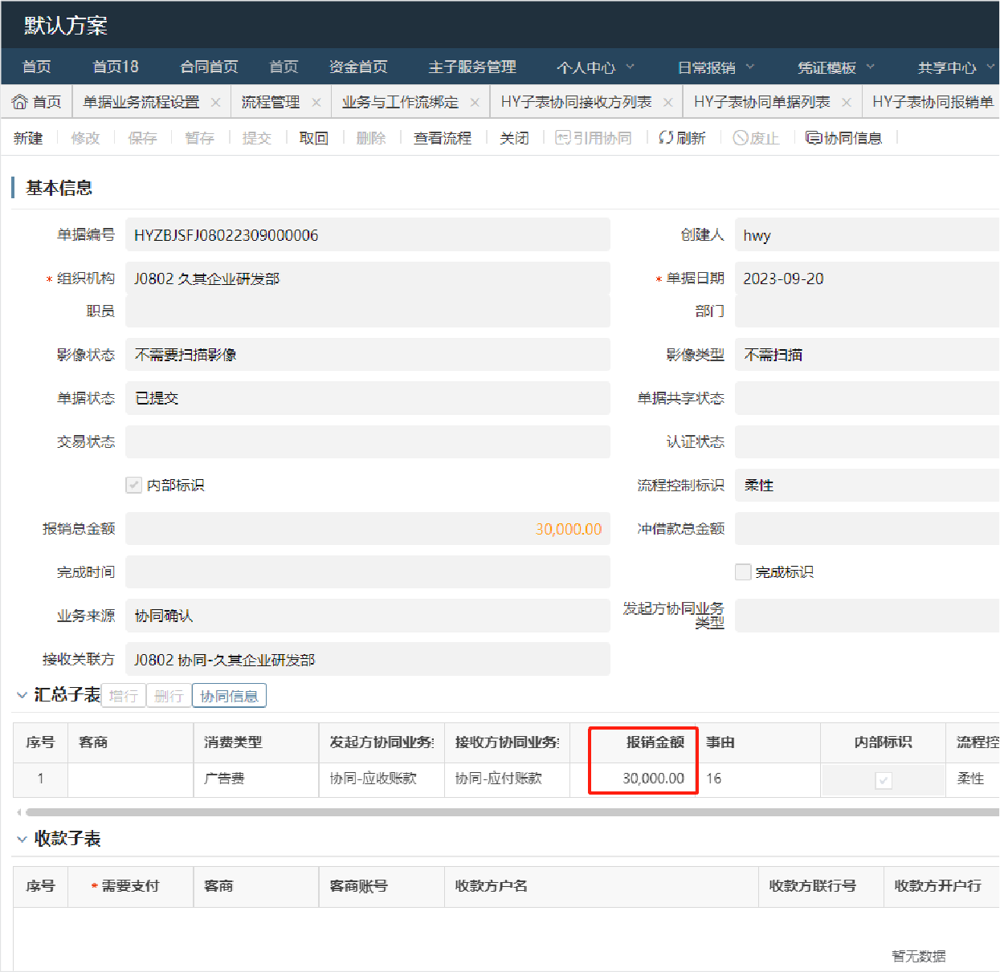 默认方案
首页 首页18 合同首页 首页 资金首页 主子服务管理 个人中心 日常报销 凭证模板 共享中心
首页 单据业务流程设置 流程管理 业务与工作流绑定 HY子表协同接收方列表 HY子表协同单据列表 HY子表协同报销单
新建 修改 保存 暂存 提交 取回 删除 查看流程 关闭 引用协同 刷新 废止 协同信息
基本信息
单据编号 HYZBJSFJ08022309000006 创建人 hwy
* 组织机构 J0802 久其企业研发部 * 单据日期 2023-09-20
职员 部门
影像状态 不需要扫描影像 影像类型 不需扫描
单据状态 已提交 单据共享状态
交易状态 认证状态
内部标识 流程控制标识 柔性
报销总金额 30,000.00 冲借款总金额
完成时间 完成标识
业务来源 协同确认 发起方协同业务
类型
接收关联方 J0802 协同-久其企业研发部
汇总子表 增行 删行 协同信息
序号 客商 消费类型 发起方协同业务 接收方协同业务 报销金额 事由 内部标识 流程控
1 广告费 协同-应收账款 协同-应付账款 30,000.00 16 柔性
收款子表
序号 * 需要支付 客商 客商账号 收款方户名 收款方联行号 收款方开户行
暂无数据